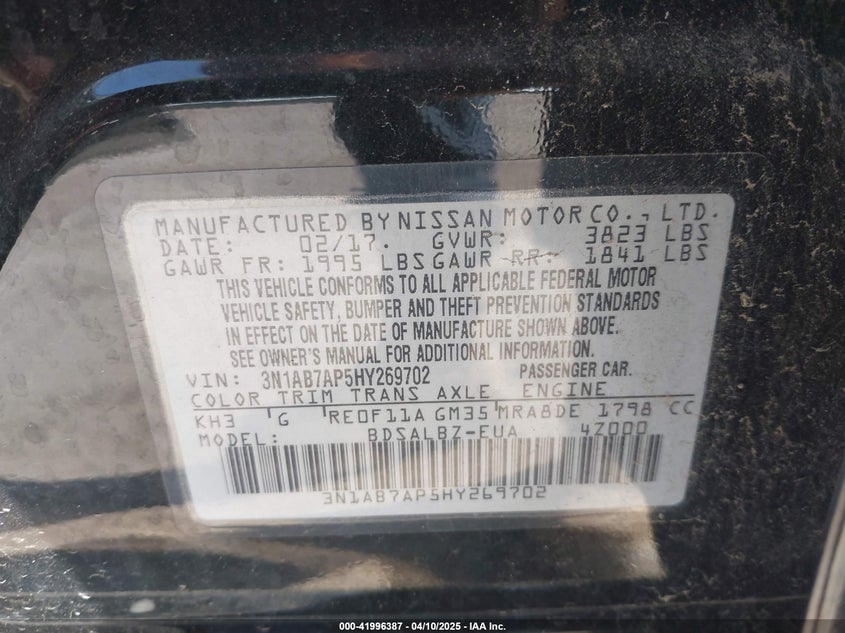 MANUFACTURED BY NISSAN MOTOR CO., LTD.
DATE: 02/17. GVWR: 3823 LBS
GAWR FR: 1995 LBS GAWR RR: 1841 LBS
THIS VEHICLE CONFORMS TO ALL APPLICABLE FEDERAL MOTOR
VEHICLE SAFETY, BUMPER AND THEFT PREVENTION STANDARDS
IN EFFECT ON THE DATE OF MANUFACTURE SHOWN ABOVE.
SEE OWNER'S MANUAL FOR ADDITIONAL INFORMATION.
VIN: 3N1AB7AP5HY269702 PASSENGER CAR.
COLOR TRIM TRANS AXLE ENGINE
KH3 G RE0F11A GM35 MRA8DE 1798 CC
MODEL: BDSALBZ-EUA 4Z000
3N1AB7AP5HY269702
000-41996387 - 04/10/2025 - IAA Inc.